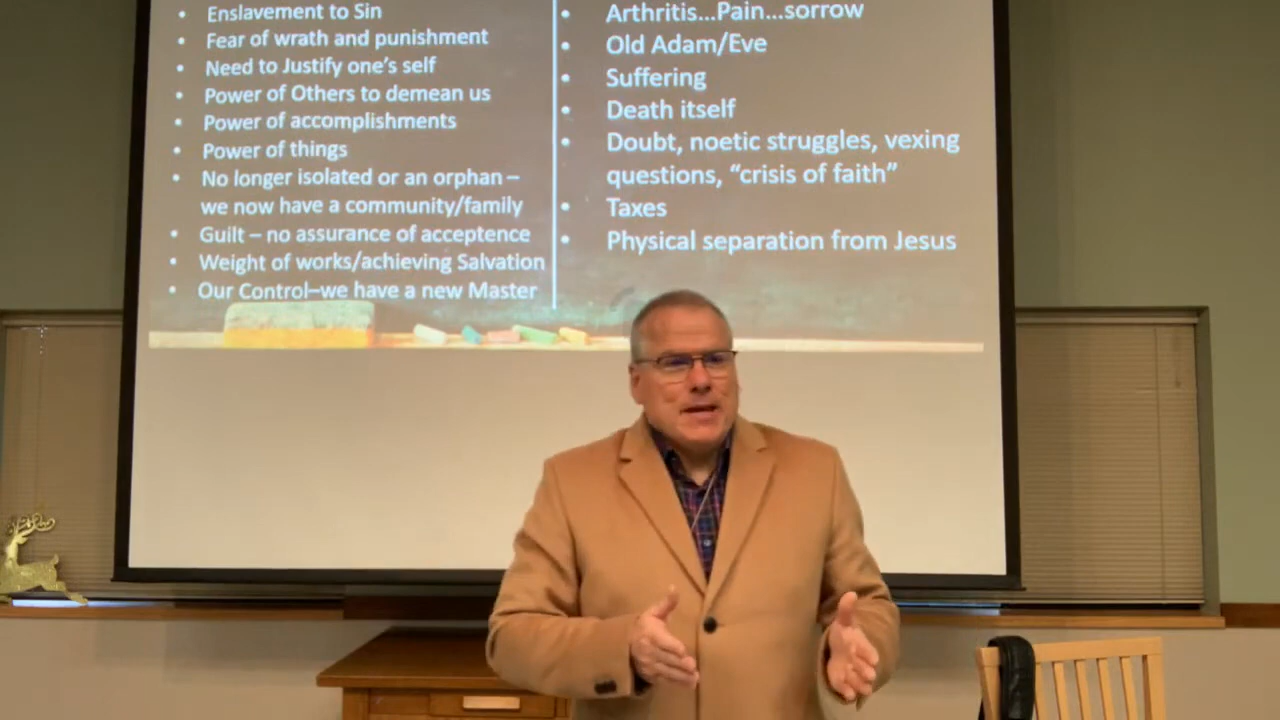 • Enslavement to Sin
• Fear of wrath and punishment
• Need to Justify one's self
• Power of Others to demean us
• Power of accomplishments
• Power of things
• No longer isolated or an orphan –
we now have a community/family
• Guilt – no assurance of acceptence
• Weight of works/achieving Salvation
• Our Control–we have a new Master
• Arthritis...Pain...sorrow
• Old Adam/Eve
• Suffering
• Death itself
• Doubt, noetic struggles, vexing
questions, “crisis of faith”
• Taxes
• Physical separation from Jesus